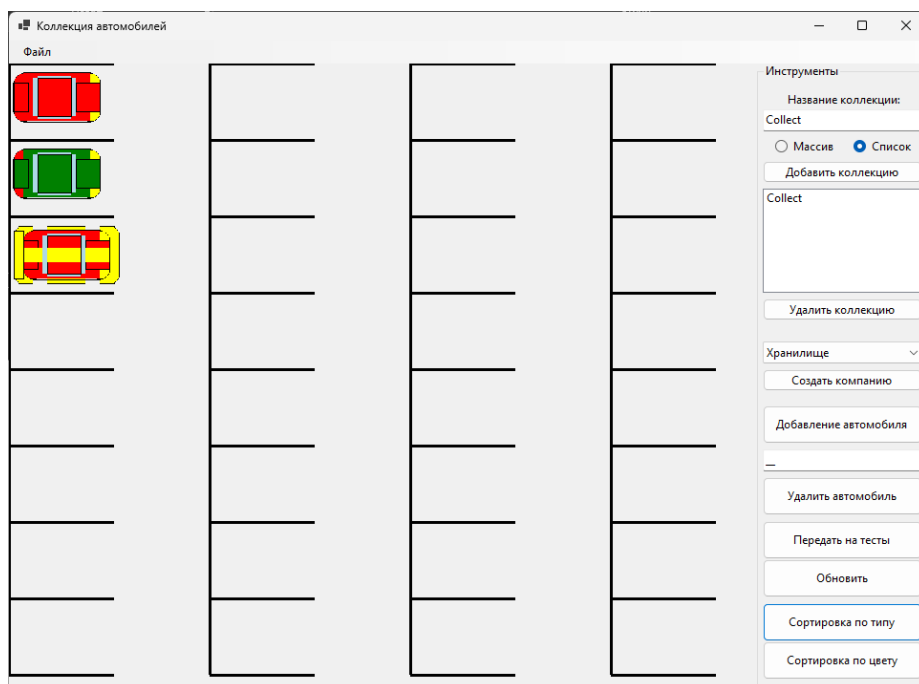 Коллекция автомобилей
Файл
Инструменты
Название коллекции:
Collect
Массив
Список
Добавить коллекцию
Collect
Удалить коллекцию
Хранилище
Создать компанию
Добавление автомобиля
_
Удалить автомобиль
Передать на тесты
Обновить
Сортировка по типу
Сортировка по цвету